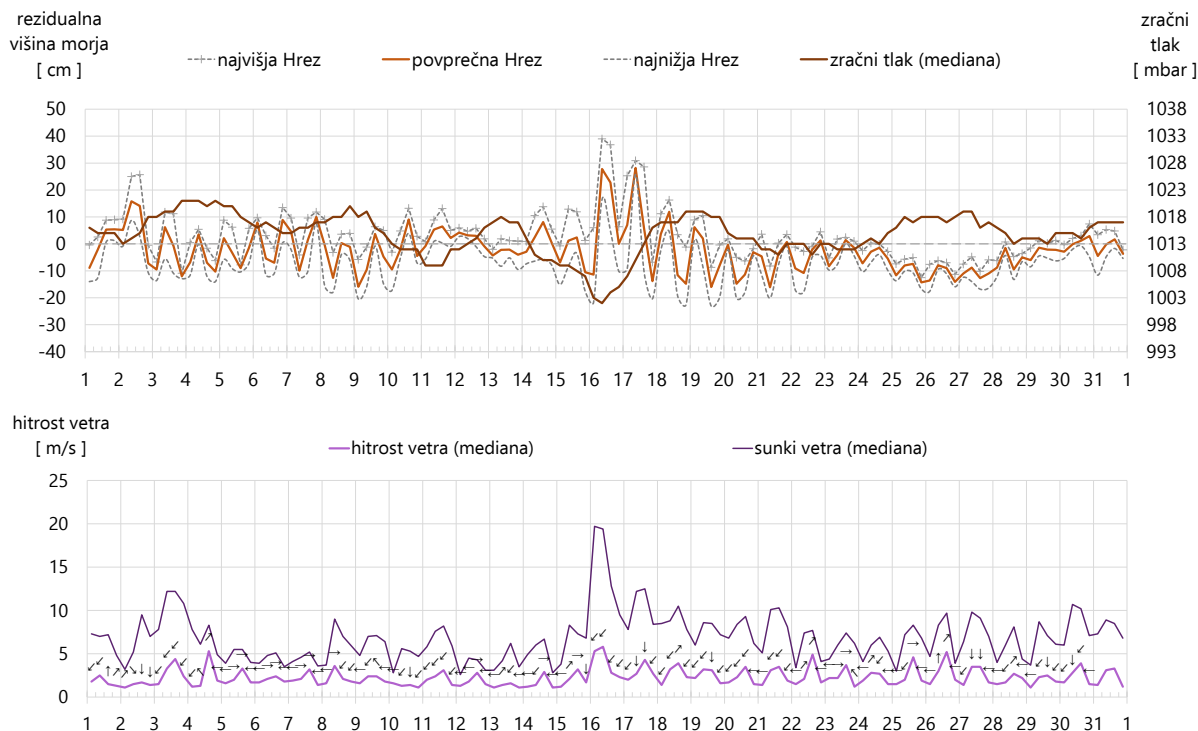 rezidualna
višina morja
[ cm ]
zračni
tlak
[ mbar ]
najvišja Hrez
povprečna Hrez
najnižja Hrez
zračni tlak (mediana)
50 1038
40 1033
30 1028
20 1023
10 1018
0 1013
-10 1008
-20 1003
-30 998
-40 993
1 2 3 4 5 6 7 8 9 10 11 12 13 14 15 16 17 18 19 20 21 22 23 24 25 26 27 28 29 30 31 1
hitrost vetra
[ m/s ]
hitrost vetra (mediana)
sunki vetra (mediana)
25
20
15
10
5
0
1 2 3 4 5 6 7 8 9 10 11 12 13 14 15 16 17 18 19 20 21 22 23 24 25 26 27 28 29 30 31 1